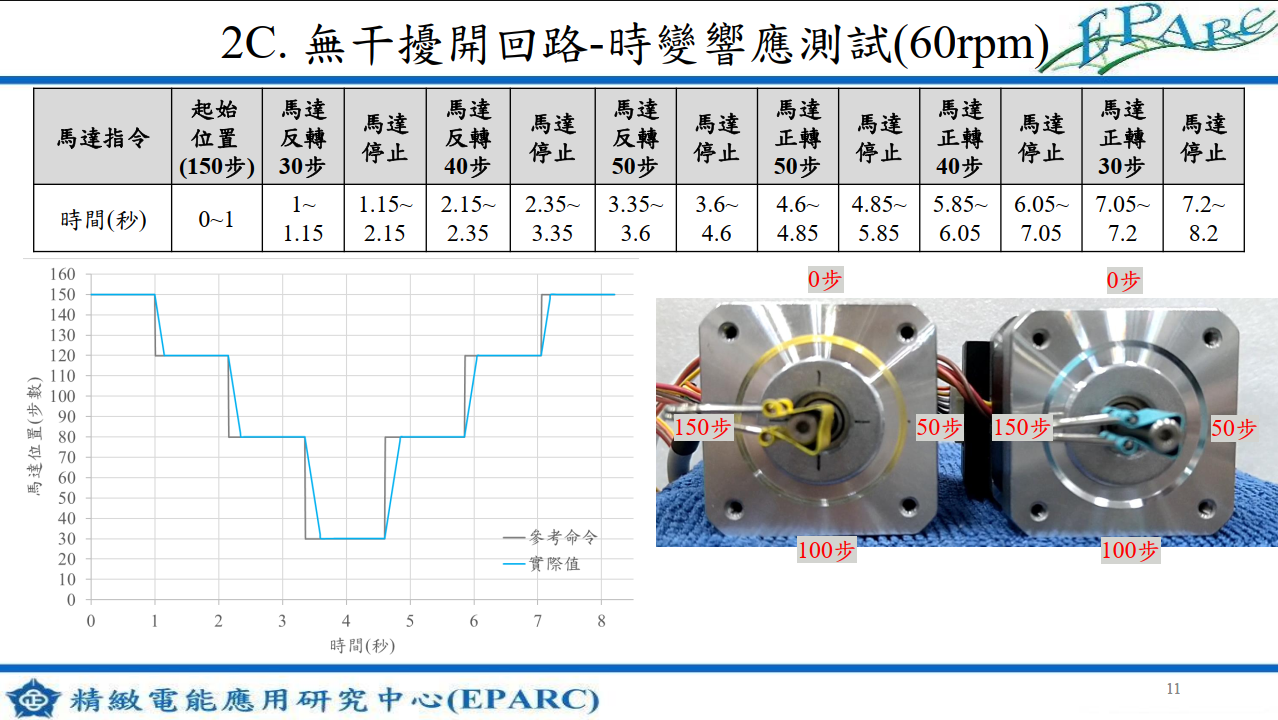 2C. 無干擾開回路-時變響應測試(60rpm)
EPARC
馬達指令
起始
位置
(150步)
馬達
反轉
30步
馬達
停止
馬達
反轉
40步
馬達
停止
馬達
反轉
50步
馬達
停止
馬達
正轉
50步
馬達
停止
馬達
正轉
40步
馬達
停止
馬達
正轉
30步
馬達
停止
時間(秒)
0~1
1~
1.15
1.15~
2.15
2.15~
2.35
2.35~
3.35
3.35~
3.6
3.6~
4.6
4.6~
4.85
4.85~
5.85
5.85~
6.05
6.05~
7.05
7.05~
7.2
7.2~
8.2
160
150
140
130
120
110
100
90
80
70
60
50
40
30
20
10
0
馬達位置(步數)
參考命令
實際值
0
1
2
3
4
5
6
7
8
時間(秒)
0步
0步
150步
50步
150步
50步
100步
100步
精緻電能應用研究中心(EPARC)
11